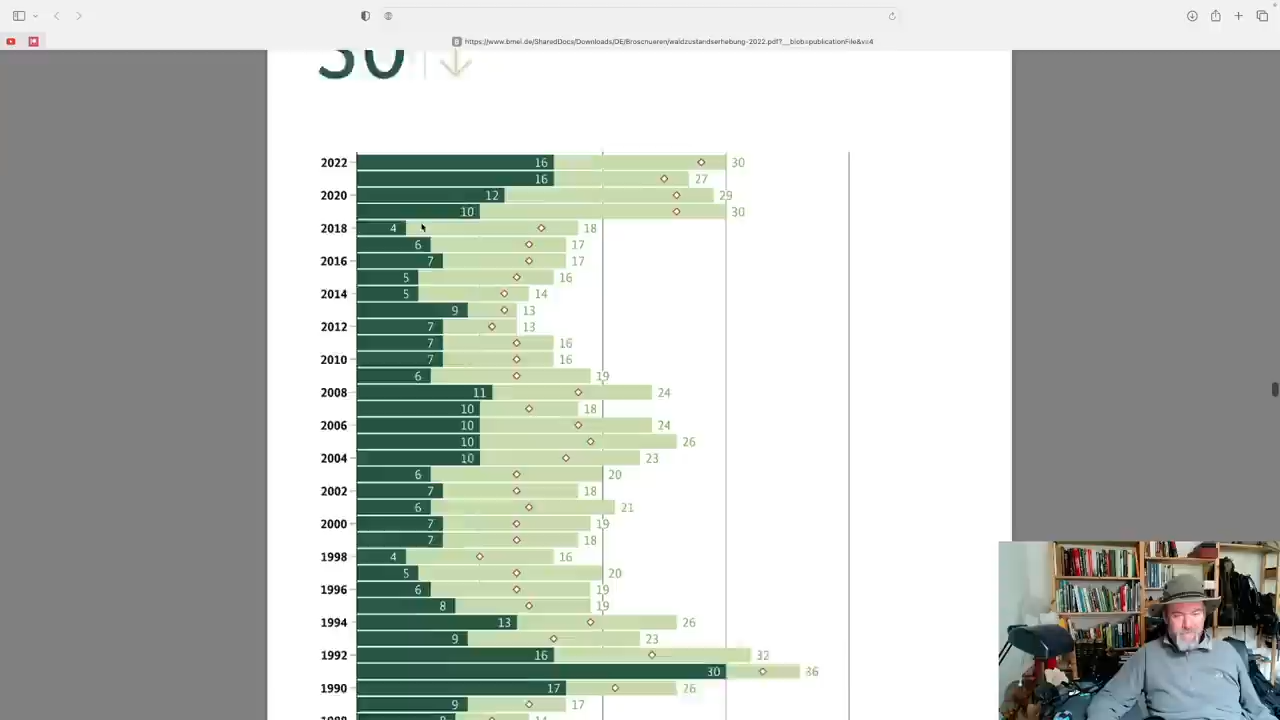 https://www.bmel.de/SharedDocs/Downloads/DE/Broschueren/waldzustandserhebung-2022.pdf?__blob=publicationFile&v=4
30
2022 16 30
16 27
2020 12 29
10 30
2018 4 18
6 17
2016 7 17
5 16
2014 5 14
9 13
2012 7 13
7 16
2010 7 16
6 19
2008 11 24
10 18
2006 10 24
10 26
2004 10 23
6 20
2002 7 18
6 21
2000 7 19
7 18
1998 4 16
5 20
1996 6 19
8 19
1994 13 26
9 23
1992 16 32
30 36
1990 17 26
9 17
1988 8 14